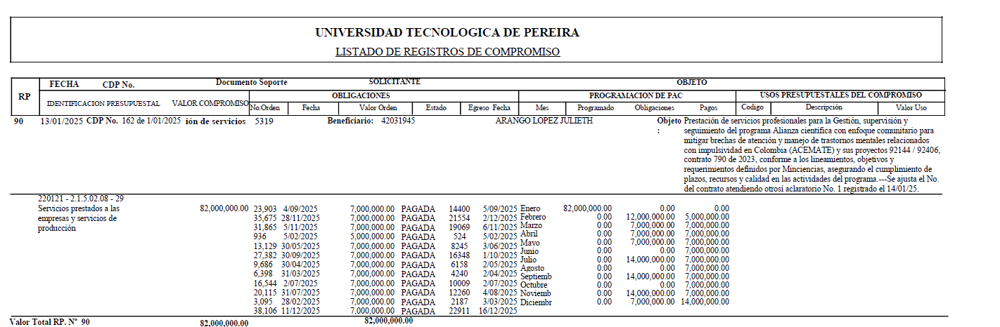 UNIVERSIDAD TECNOLOGICA DE PEREIRA
LISTADO DE REGISTROS DE COMPROMISO
RP FECHA CDP No. Documento Soporte SOLICITANTE OBJETO
OBLIGACIONES PROGRAMACION DE PAC USOS PRESUPUESTALES DEL COMPROMISO
IDENTIFICACION PRESUPUESTAL VALOR COMPROMISO No.Orden Fecha Valor Orden Estado Egreso Fecha Mes Programado Obligaciones Pagos Codigo Descripción Valor Uso
90 13/01/2025 CDP No. 162 de 1/01/2025 ión de servicios 5319 Beneficiario: 42031945 ARANGO LOPEZ JULIETH Objeto : Prestación de servicios profesionales para la Gestión, supervisión y
seguimiento del programa Alianza científica con enfoque comunitario para
mitigar brechas de atención y manejo de trastornos mentales relacionados
con impulsividad en Colombia (ACEMATE) y sus proyectos 92144 / 92406,
contrato 790 de 2023, conforme a los lineamientos, objetivos y
requerimientos definidos por Minciencias, asegurando el cumplimiento de
plazos, recursos y calidad en las actividades del programa.---Se ajusta el No.
del contrato atendiendo otrosí aclaratorio No. 1 registrado el 14/01/25.
220121 - 2.1.5.02.08 - 29
Servicios prestados a las
empresas y servicios de
producción
82,000,000.00
23,903 4/09/2025 7,000,000.00 PAGADA 14400 5/09/2025 Enero 82,000,000.00 0.00 0.00
35,675 28/11/2025 7,000,000.00 PAGADA 21554 2/12/2025 Febrero 0.00 12,000,000.00 5,000,000.00
31,865 5/11/2025 7,000,000.00 PAGADA 19069 6/11/2025 Marzo 0.00 7,000,000.00 7,000,000.00
936 5/02/2025 5,000,000.00 PAGADA 524 5/02/2025 Abril 0.00 7,000,000.00 7,000,000.00
13,129 30/05/2025 7,000,000.00 PAGADA 8245 3/06/2025 Mayo 0.00 7,000,000.00 7,000,000.00
27,382 30/09/2025 7,000,000.00 PAGADA 16348 1/10/2025 Junio 0.00 0.00 7,000,000.00
9,686 30/04/2025 7,000,000.00 PAGADA 6158 2/05/2025 Julio 0.00 14,000,000.00 7,000,000.00
6,398 31/03/2025 7,000,000.00 PAGADA 4240 2/04/2025 Agosto 0.00 0.00 7,000,000.00
16,544 2/07/2025 7,000,000.00 PAGADA 10009 2/07/2025 Septiemb 0.00 14,000,000.00 7,000,000.00
20,115 31/07/2025 7,000,000.00 PAGADA 12260 4/08/2025 Octubre 0.00 0.00 7,000,000.00
3,095 28/02/2025 7,000,000.00 PAGADA 2187 3/03/2025 Noviemb 0.00 14,000,000.00 7,000,000.00
38,106 11/12/2025 7,000,000.00 PAGADA 22911 16/12/2025 Diciembr 0.00 7,000,000.00 14,000,000.00
Valor Total RP. Nº 90 82,000,000.00 82,000,000.00